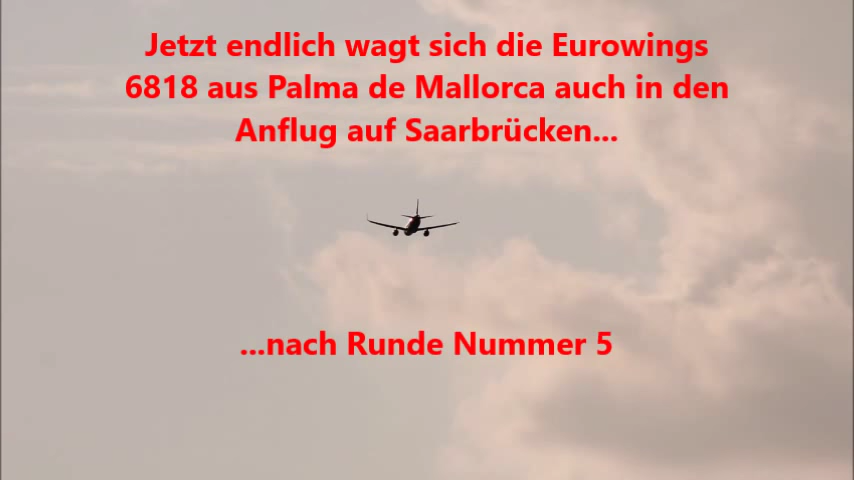 Jetzt endlich wagt sich die Eurowings
6818 aus Palma de Mallorca auch in den
Anflug auf Saarbrücken...
...nach Runde Nummer 5